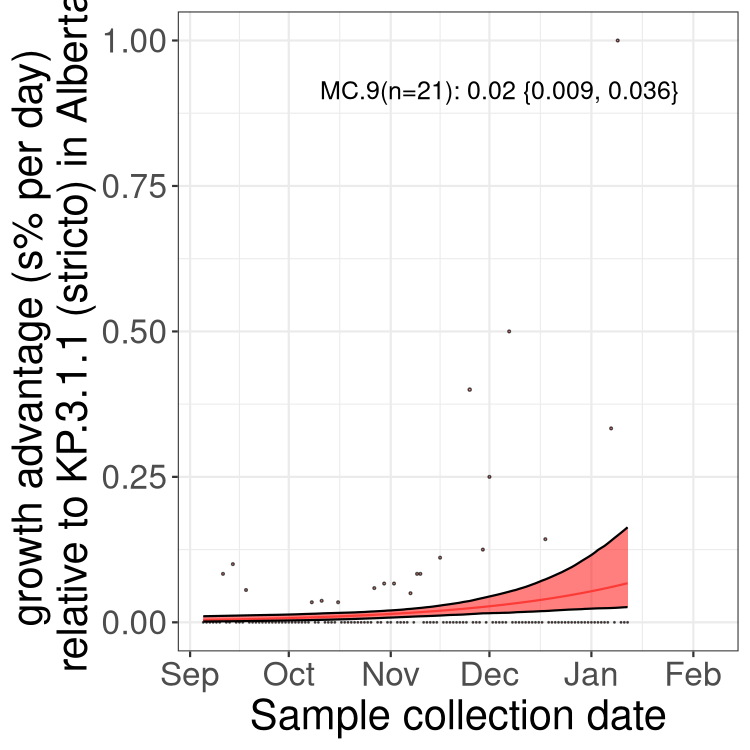 growth advantage (s% per day)
relative to KP.3.1.1 (stricto) in Alberta
1.00
0.75
0.50
0.25
0.00
MC.9(n=21): 0.02 {0.009, 0.036}
Sep Oct Nov Dec Jan Feb
Sample collection date